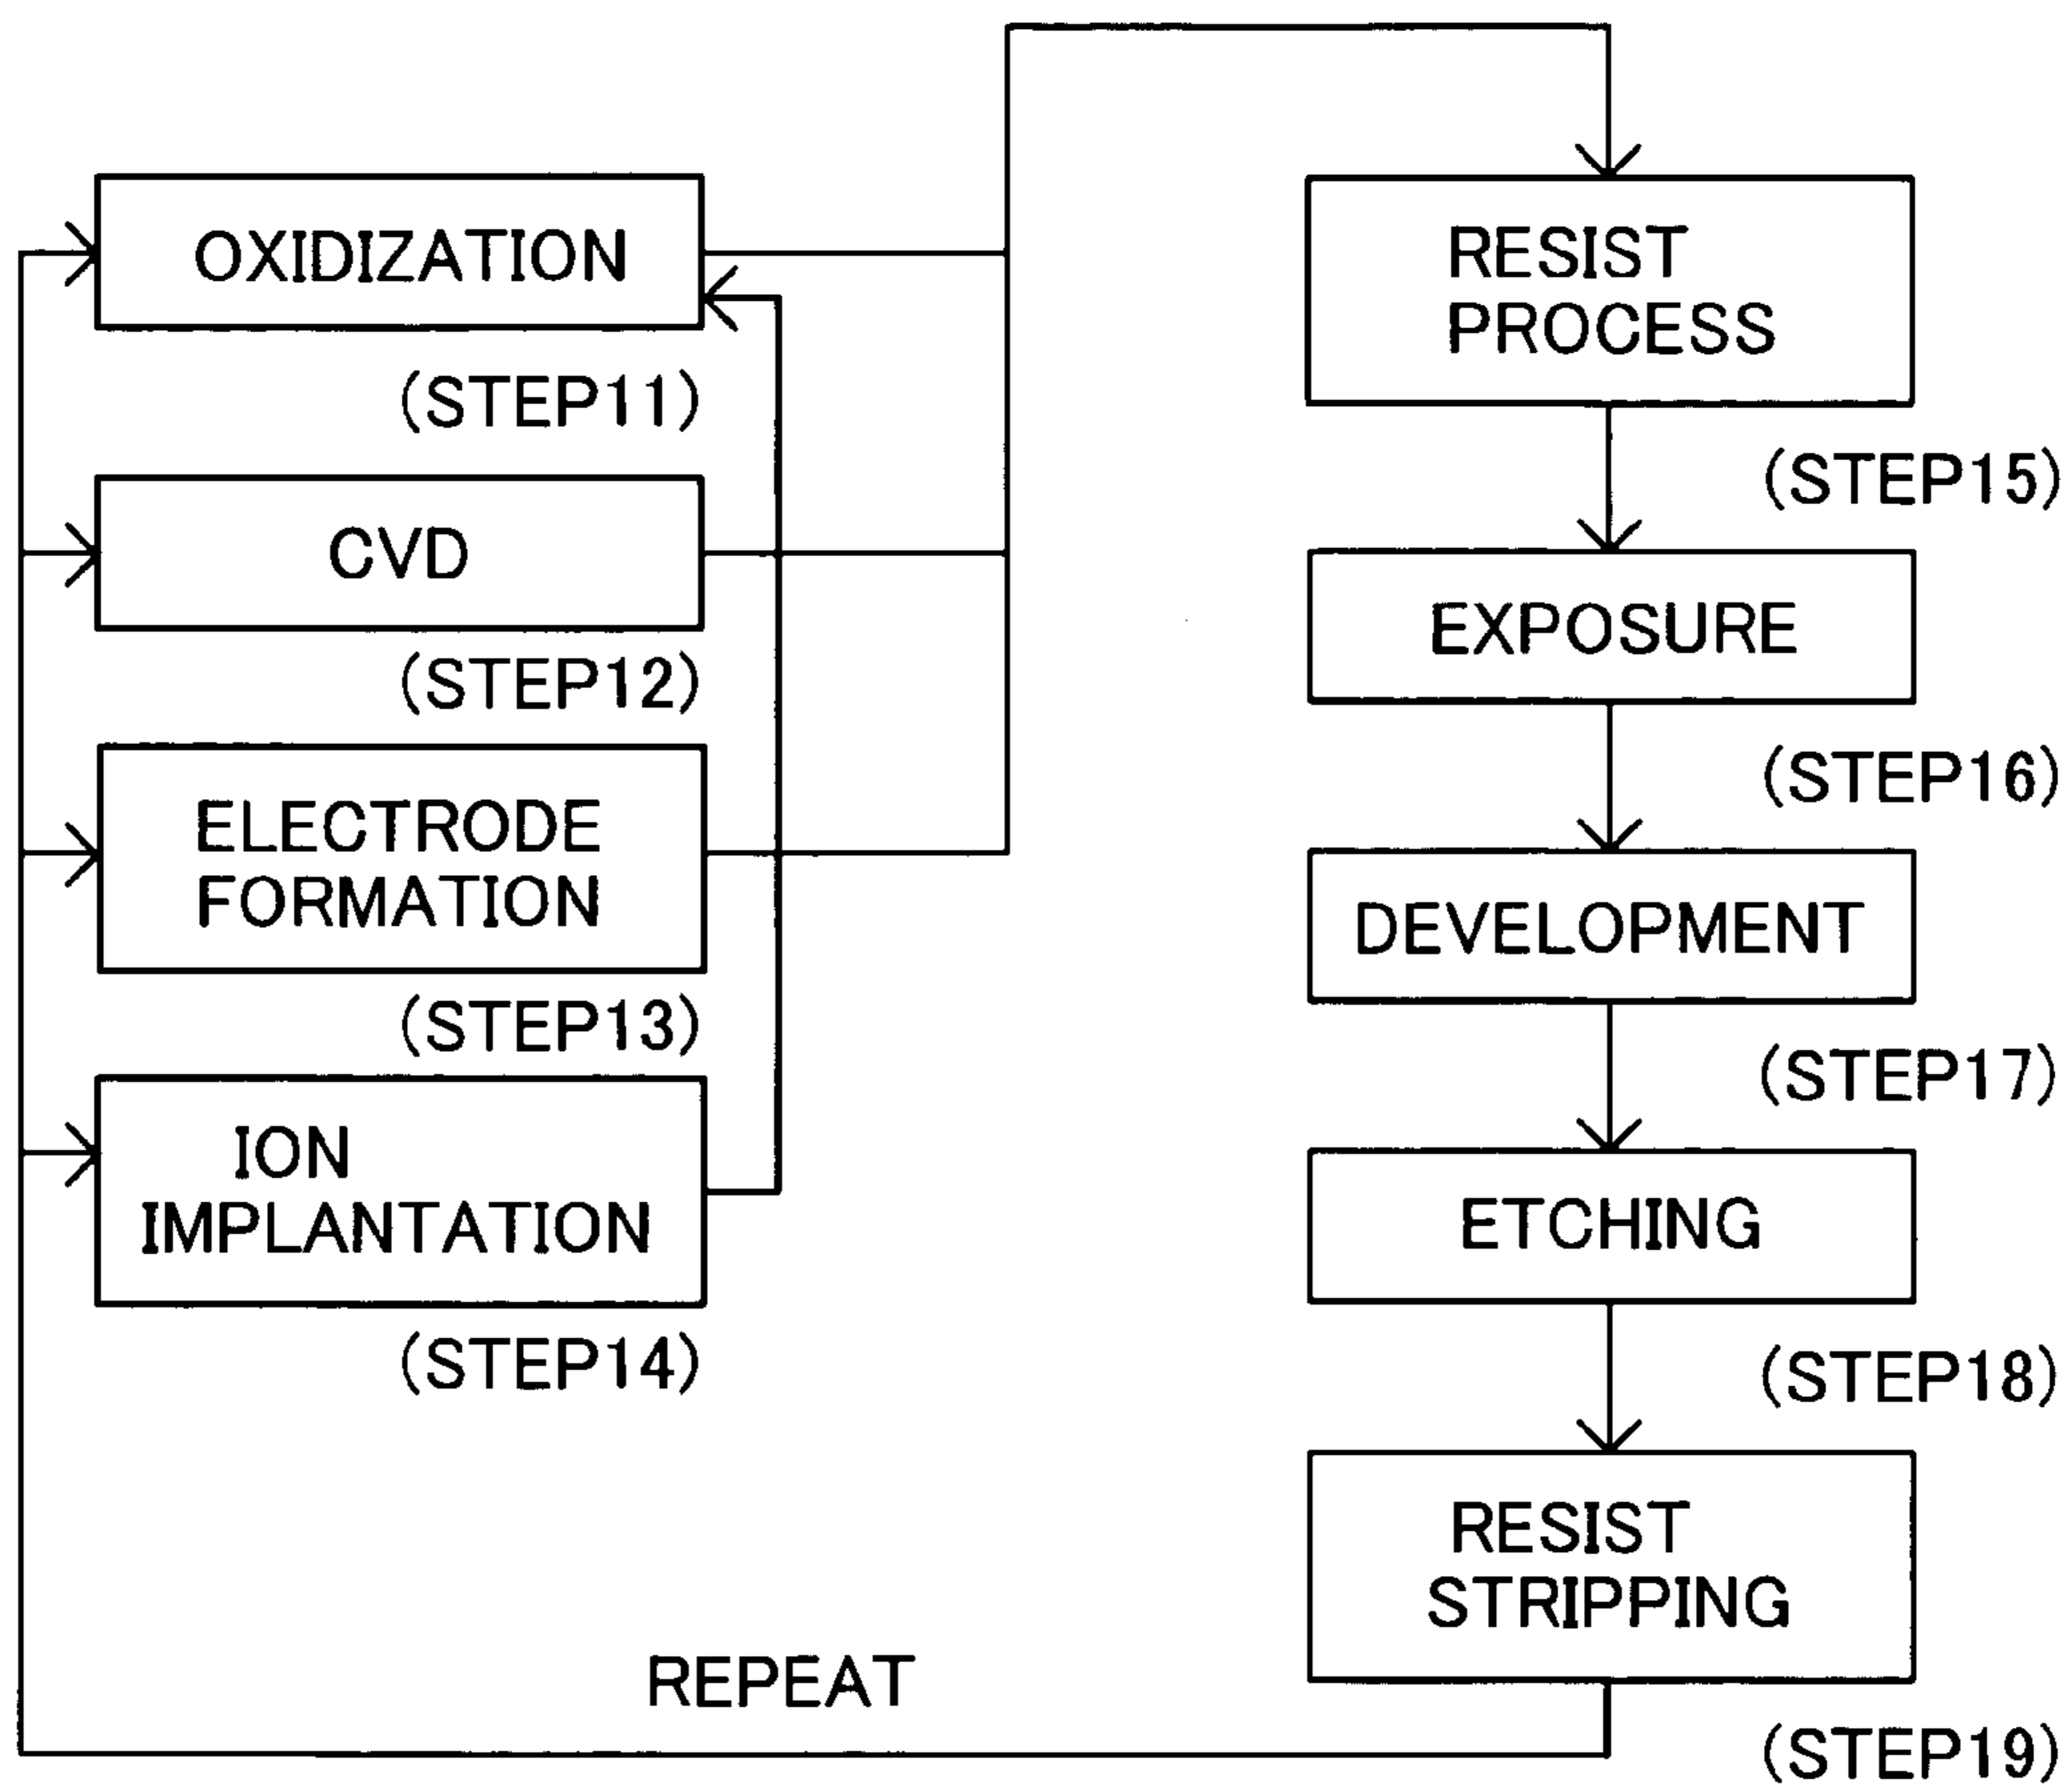 OXIDIZATION
(STEP11)
CVD
(STEP12)
ELECTRODE
FORMATION
(STEP13)
ION
IMPLANTATION
(STEP14)
RESIST
PROCESS
(STEP15)
EXPOSURE
(STEP16)
DEVELOPMENT
(STEP17)
ETCHING
(STEP18)
RESIST
STRIPPING
(STEP19)
REPEAT